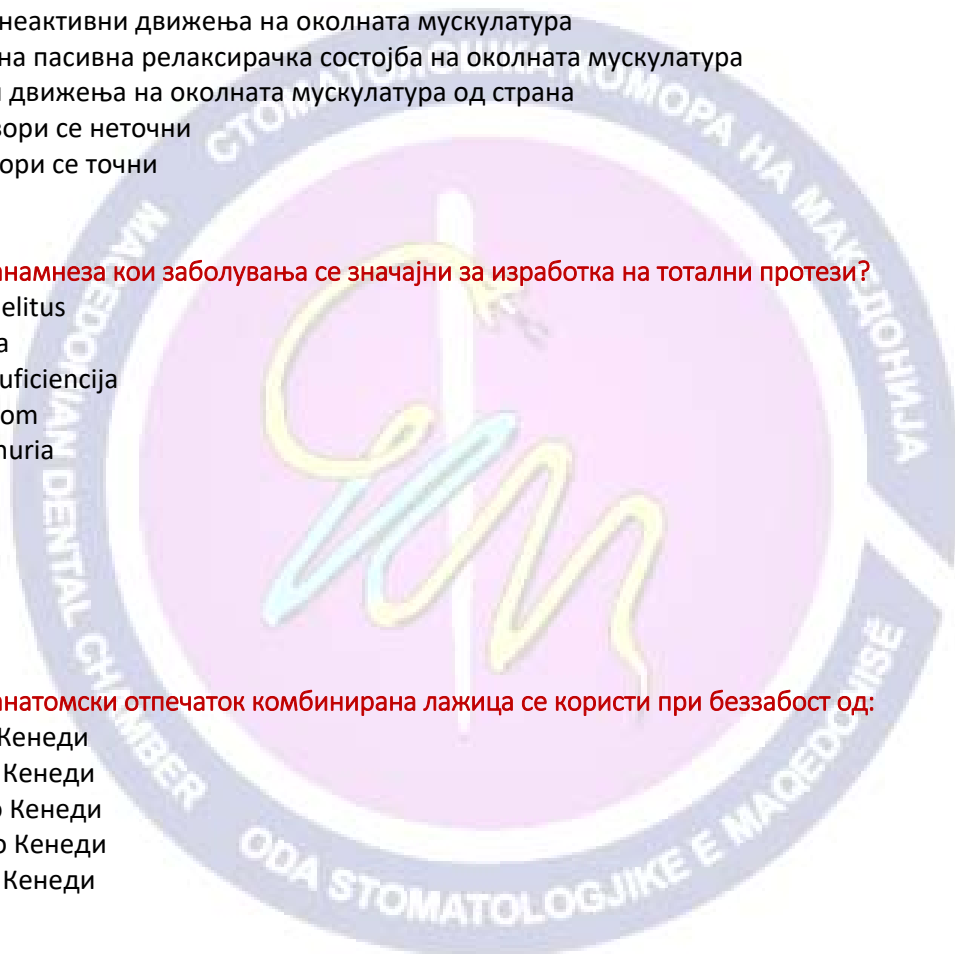 неактивни движења на околната мускулатура
на пасивна релаксирачка состојба на околната мускулатура
движења на околната мускулатура од страна
вори се неточни
ори се точни
анамнеза кои заболувања се значајни за изработка на тотални протези?
elitus
а
uficiencija
om
nuria
анатомски отпечаток комбинирана лажица се користи при беззабост од:
Кенеди
Кенеди
о Кенеди
о Кенеди
Кенеди
СТОМАТОЛОШКА КОМОРА НА МАКЕДОНИЈА
MACEDONIAN DENTAL CHAMBER
ODA STOMATOLOGJIKE E MAQEDONISË